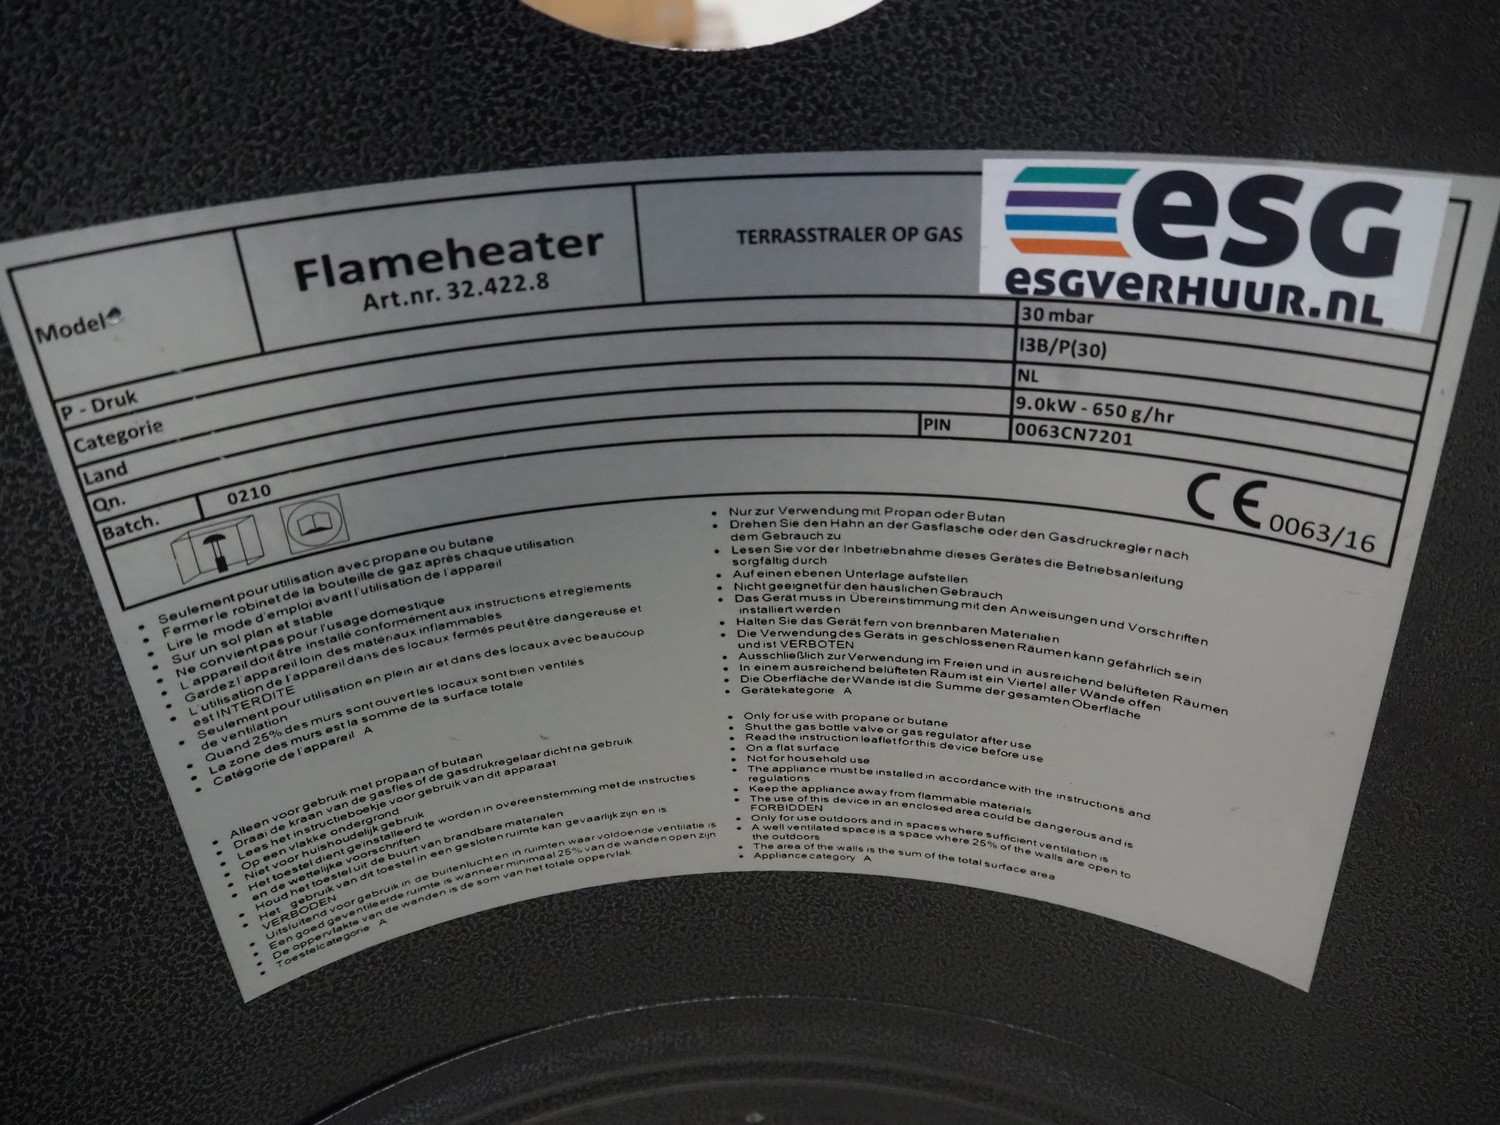 Model
Flameheater
Art.nr. 32.422.8
TERRASSTRALER OP GAS
esg
esgverhuur.nl
P - Druk
30 mbar
Categorie
I3B/P(30)
Land
NL
Qn.
9.0kW - 650 g/hr
Batch.
0210
PIN
0063CN7201
CE 0063/16
• Seulement pour utilisation avec propane ou butane
• Fermer le robinet de la bouteille de gaz après chaque utilisation
• Lire le mode d'emploi avant l'utilisation de l'appareil
• Sur un sol plan et stable
• Ne convient pas pour l'usage domestique
• L'appareil doit être installé conformément aux instructions et réglements
• Gardez l'appareil loin des matériaux inflammables
• L'utilisation de l'appareil dans des locaux fermés peut être dangereuse et
est INTERDITE
• Seulement pour utilisation en plein air et dans des locaux avec beaucoup
de ventilation
• Quand 25% des murs sont ouvert les locaux sont bien ventilés
• La zone des murs est la somme de la surface totale
• Catégorie de l'appareil A
• Alleen voor gebruik met propaan of butaan
• Draai de kraan van de gasfles of de gasdrukregelaar dicht na gebruik
• Lees het instructieboekje voor gebruik van dit apparaat
• Op een vlakke ondergrond
• Niet voor huishoudelijk gebruik
• Het toestel dient geinstalleerd te worden in overeenstemming met de instructies
en de wettelijke voorschriften
• Houd het toestel uit de buurt van brandbare materialen
• Het gebruik van dit toestel in een gesloten ruimte kan gevaarlijk zijn en is
VERBODEN
• Uitsluitend voor gebruik in de buitenlucht en in ruimten waar voldoende ventilatie is
• Een goed geventileerde ruimte is wanneer minimaal 25% van de wanden open zijn
• De oppervlakte van de wanden is de som van het totale oppervlak
• Toestelcategorie A
• Nur zur Verwendung mit Propan oder Butan
• Drehen Sie den Hahn an der Gasflasche oder den Gasdruckregler nach
dem Gebrauch zu
• Lesen Sie vor der Inbetriebnahme dieses Gerätes die Betriebsanleitung
sorgfältig durch
• Auf einen ebenen Unterlage aufstellen
• Nicht geeignet für den häuslichen Gebrauch
• Das Gerät muss in Übereinstimmung mit den Anweisungen und Vorschriften
installiert werden
• Halten Sie das Gerät fern von brennbaren Materialien
• Die Verwendung des Geräts in geschlossenen Räumen kann gefährlich sein
und ist VERBOTEN
• Ausschließlich zur Verwendung im Freien und in ausreichend belüfteten Räumen
• In einem ausreichend belüfteten Raum ist ein Viertel aller Wände offen
• Die Oberfläche der Wände ist die Summe der gesamten Oberfläche
• Gerätekategorie A
• Only for use with propane or butane
• Shut the gas bottle valve or gas regulator after use
• Read the instruction leaflet for this device before use
• On a flat surface
• Not for household use
• The appliance must be installed in accordance with the instructions and
regulations
• Keep the appliance away from flammable materials
• The use of this device in an enclosed area could be dangerous and is
FORBIDDEN
• Only for use outdoors and in spaces where sufficient ventilation is
• A well ventilated space is a space where 25% of the walls are open to
the outdoors
• The area of the walls is the sum of the total surface area
• Appliance category A